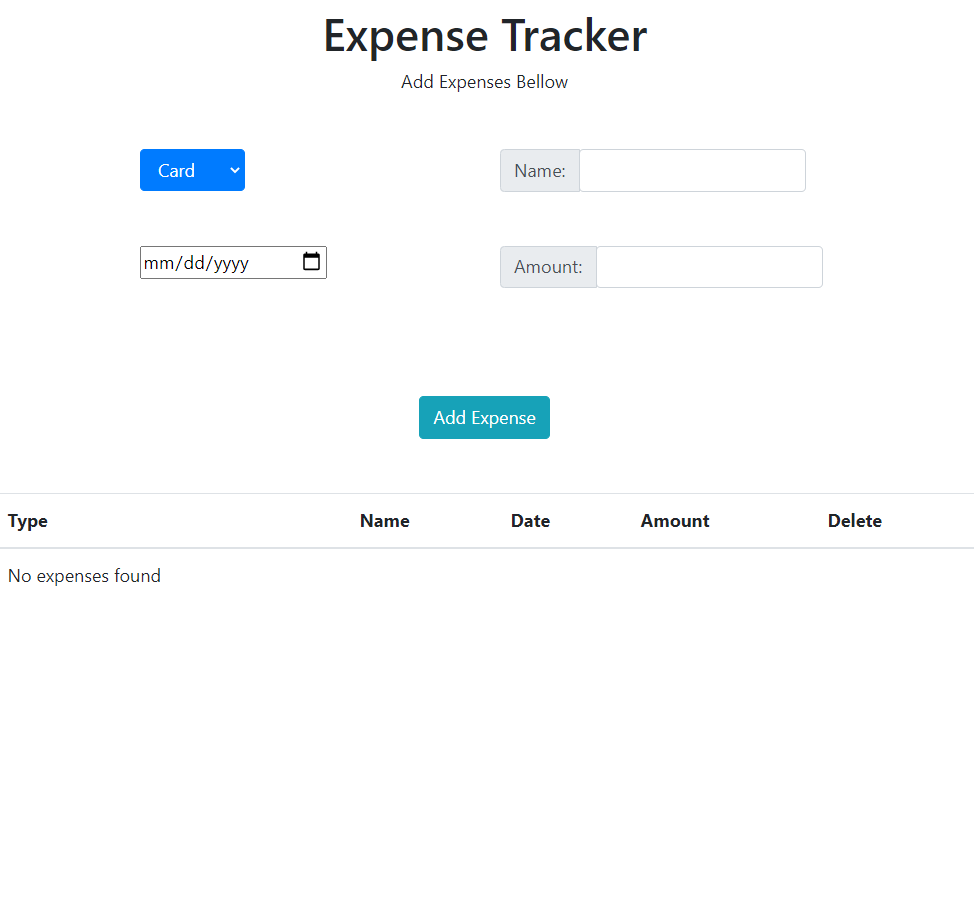 Expense Tracker
Add Expenses Bellow
Card
Name:
mm/dd/yyyy
Amount:
Add Expense
Type Name Date Amount Delete
No expenses found